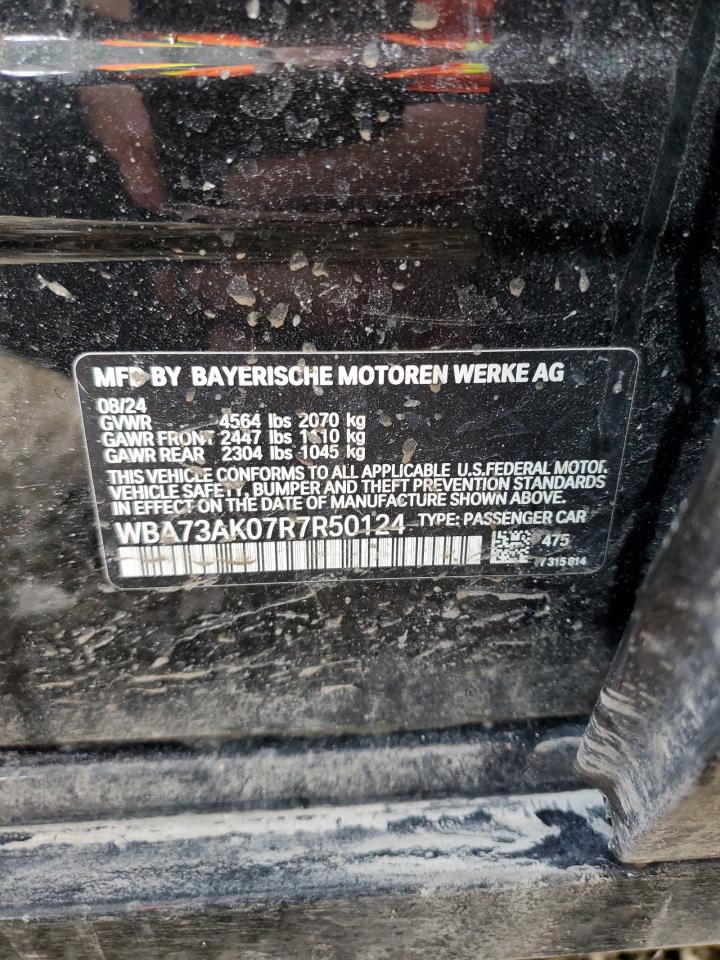 MFD BY BAYERISCHE MOTOREN WERKE AG
08/24
GVWR 4564 lbs 2070 kg
GAWR FRONT 2447 lbs 1110 kg
GAWR REAR 2304 lbs 1045 kg
THIS VEHICLE CONFORMS TO ALL APPLICABLE U.S.FEDERAL MOTOR
VEHICLE SAFETY, BUMPER AND THEFT PREVENTION STANDARDS
IN EFFECT ON THE DATE OF MANUFACTURE SHOWN ABOVE.
WBA73AK07R7R50124 TYPE: PASSENGER CAR
475
7315814